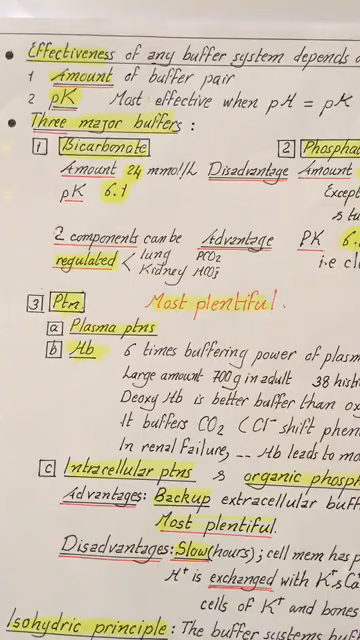 • Effectiveness of any buffer system depends
1 Amount of buffer pair
2 pK Most effective when pH = pK
• Three major buffers :
1 Bicarbonate
Amount 24 mmol/L Disadvantage
pK 6.1
2 components can be Advantage
regulated < lung PCO2
Kidney HCO3-
2 Phosphat
Amount
Excep
PK 6.
i.e cl
3 Ptn. Most plentiful.
a Plasma ptns
b Hb 6 times buffering power of plasm
Large amount 700g in adult 38 histi
Deoxy Hb is better buffer than ox
It buffers CO2 (Cl- shift phen
In renal failure, -- Hb leads to mo
c Intracellular ptns & organic phosph
Advantages: Backup extracellular buff
Most plentiful.
Disadvantages: Slow (hours); cell mem has p
H+ is exchanged with K+ & Ca
cells of K+ and bones
Isohydric principle: The buffer systems